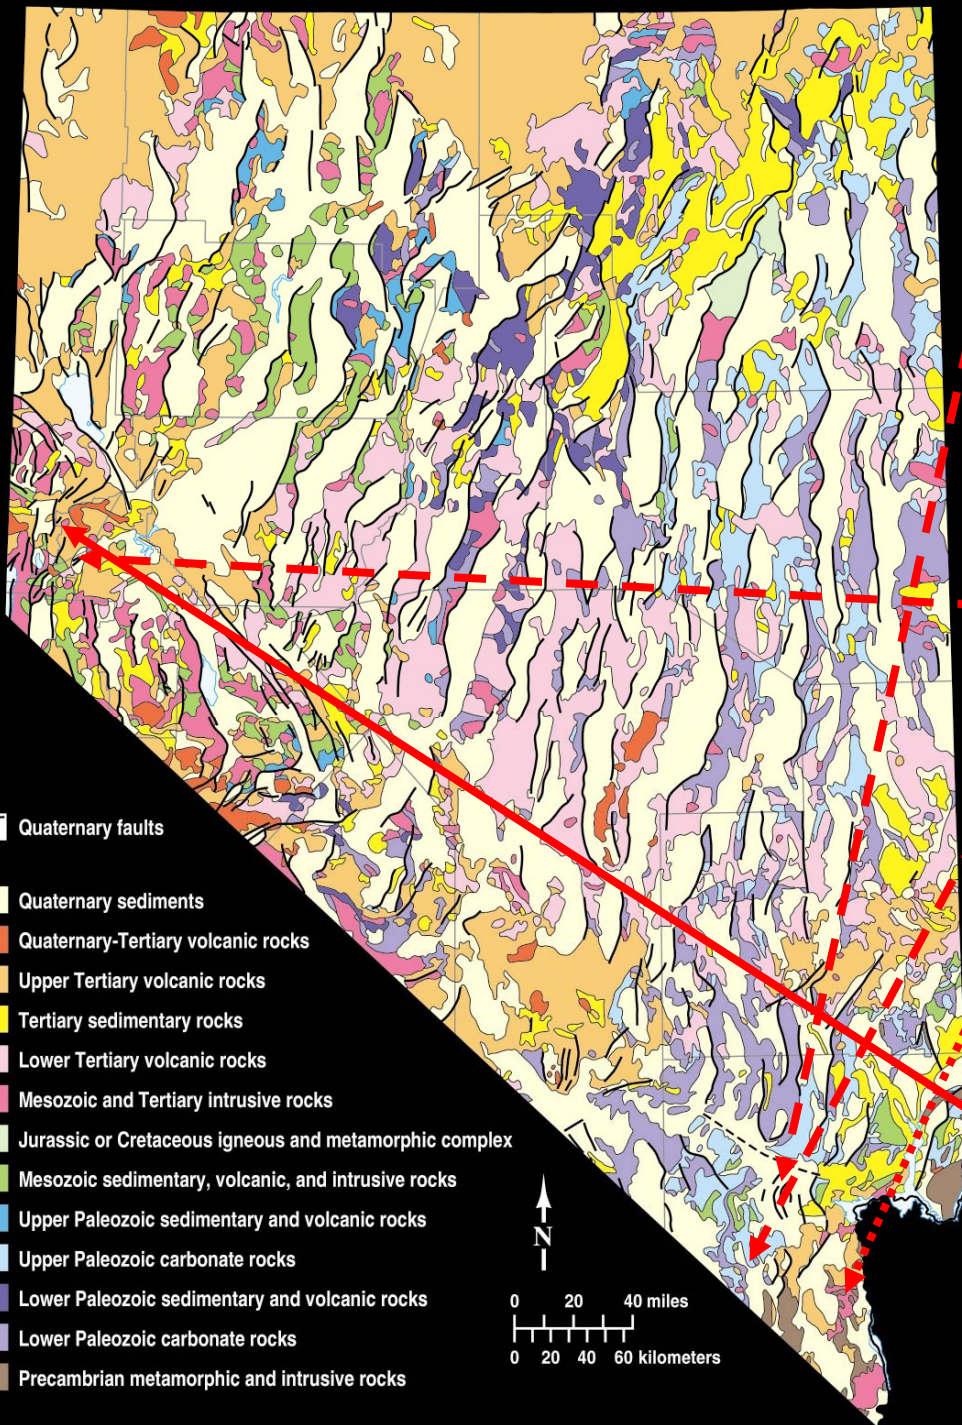 Quaternary faults
Quaternary sediments
Quaternary-Tertiary volcanic rocks
Upper Tertiary volcanic rocks
Tertiary sedimentary rocks
Lower Tertiary volcanic rocks
Mesozoic and Tertiary intrusive rocks
Jurassic or Cretaceous igneous and metamorphic complex
Mesozoic sedimentary, volcanic, and intrusive rocks
Upper Paleozoic sedimentary and volcanic rocks
Upper Paleozoic carbonate rocks
Lower Paleozoic sedimentary and volcanic rocks
Lower Paleozoic carbonate rocks
Precambrian metamorphic and intrusive rocks
N
0 20 40 miles
0 20 40 60 kilometers